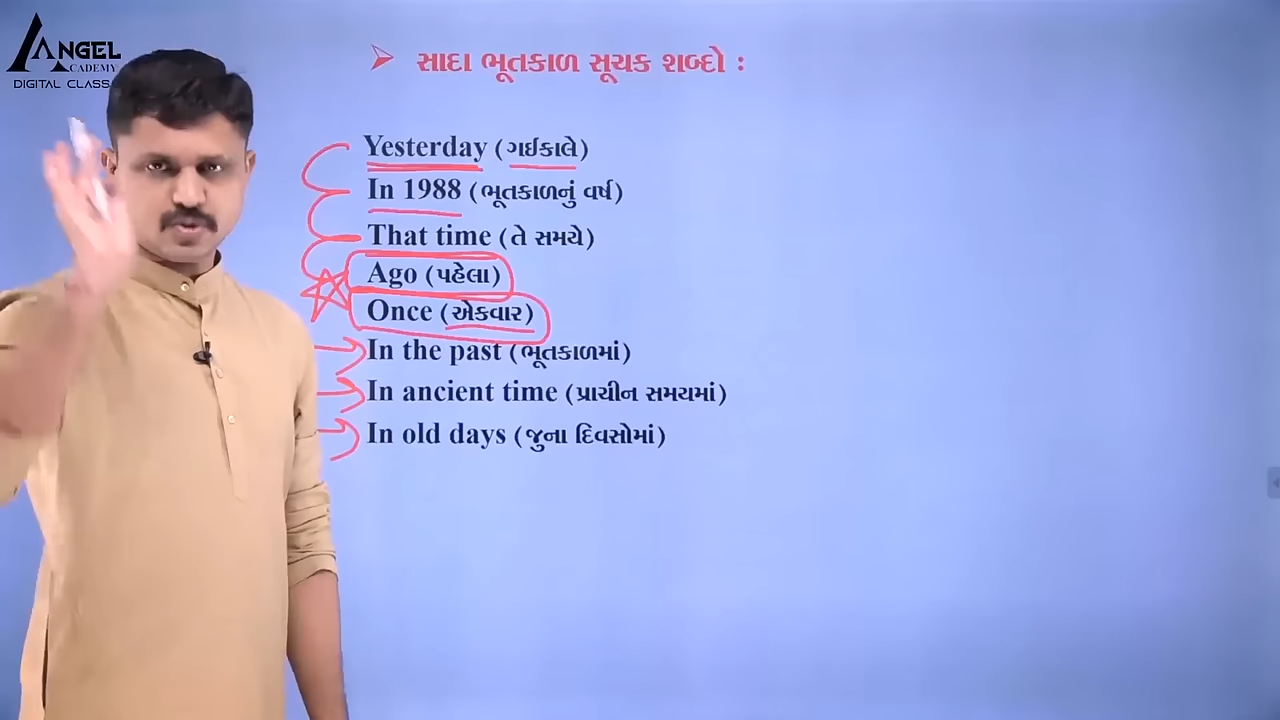 ANGEL
ACADEMY
DIGITAL CLASS
સાદા ભૂતકાળ સૂચક શબ્દો :
Yesterday (ગઈકાલે)
In 1988 (ભૂતકાળનું વર્ષ)
That time (તે સમયે)
Ago (પહેલા)
Once (એકવાર)
In the past (ભૂતકાળમાં)
In ancient time (પ્રાચીન સમયમાં)
In old days (જુના દિવસોમાં)